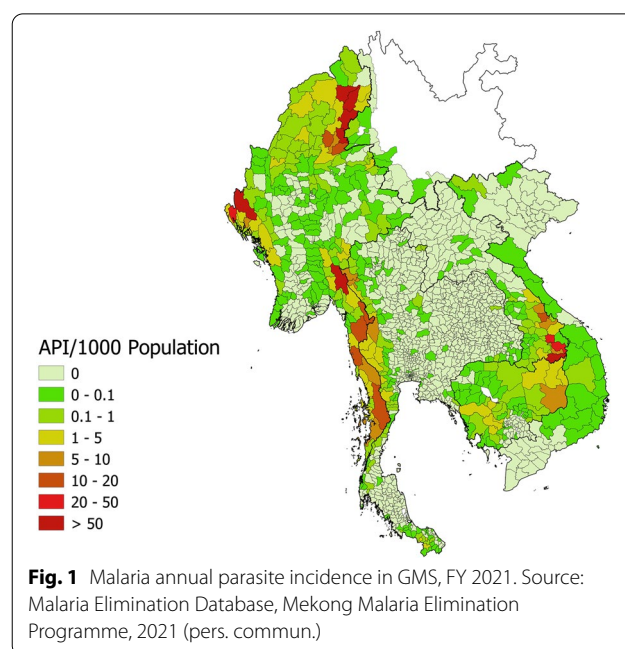 API/1000 Population
0
0 - 0.1
0.1 - 1
1 - 5
5 - 10
10 - 20
20 - 50
> 50
Fig. 1 Malaria annual parasite incidence in GMS, FY 2021. Source:
Malaria Elimination Database, Mekong Malaria Elimination
Programme, 2021 (pers. commun.)